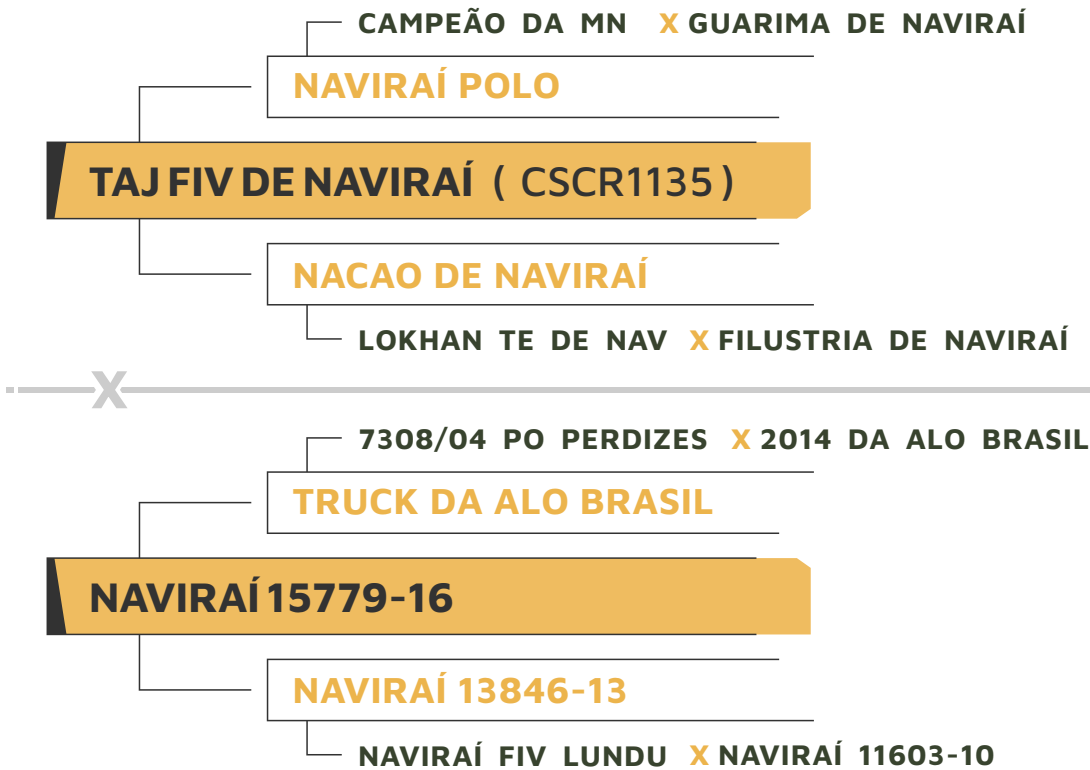 CAMPEÃO DA MN X GUARIMA DE NAVIRAÍ
NAVIRAÍ POLO
TAJ FIV DE NAVIRAÍ ( CSCR1135 )
NACAO DE NAVIRAÍ
LOKHAN TE DE NAV X FILUSTRIA DE NAVIRAÍ
X
7308/04 PO PERDIZES X 2014 DA ALO BRASIL
TRUCK DA ALO BRASIL
NAVIRAÍ 15779-16
NAVIRAÍ 13846-13
NAVIRAÍ FIV LUNDU X NAVIRAÍ 11603-10